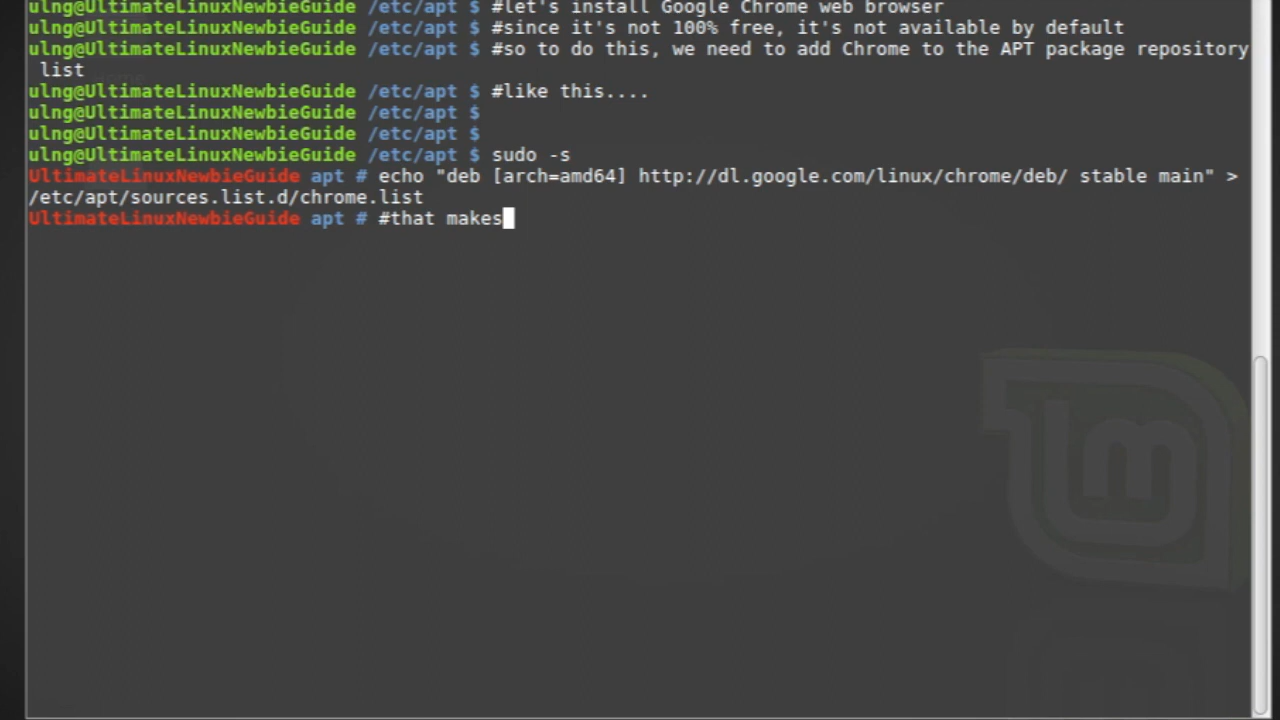 ulng@UltimateLinuxNewbieGuide /etc/apt $ #let's install Google Chrome web browser
ulng@UltimateLinuxNewbieGuide /etc/apt $ #since it's not 100% free, it's not available by default
ulng@UltimateLinuxNewbieGuide /etc/apt $ #so to do this, we need to add Chrome to the APT package repository
 list
ulng@UltimateLinuxNewbieGuide /etc/apt $ #like this....
ulng@UltimateLinuxNewbieGuide /etc/apt $
ulng@UltimateLinuxNewbieGuide /etc/apt $
ulng@UltimateLinuxNewbieGuide /etc/apt $ sudo -s
UltimateLinuxNewbieGuide apt # echo "deb [arch=amd64] http://dl.google.com/linux/chrome/deb/ stable main" >
/etc/apt/sources.list.d/chrome.list
UltimateLinuxNewbieGuide apt # #that makes